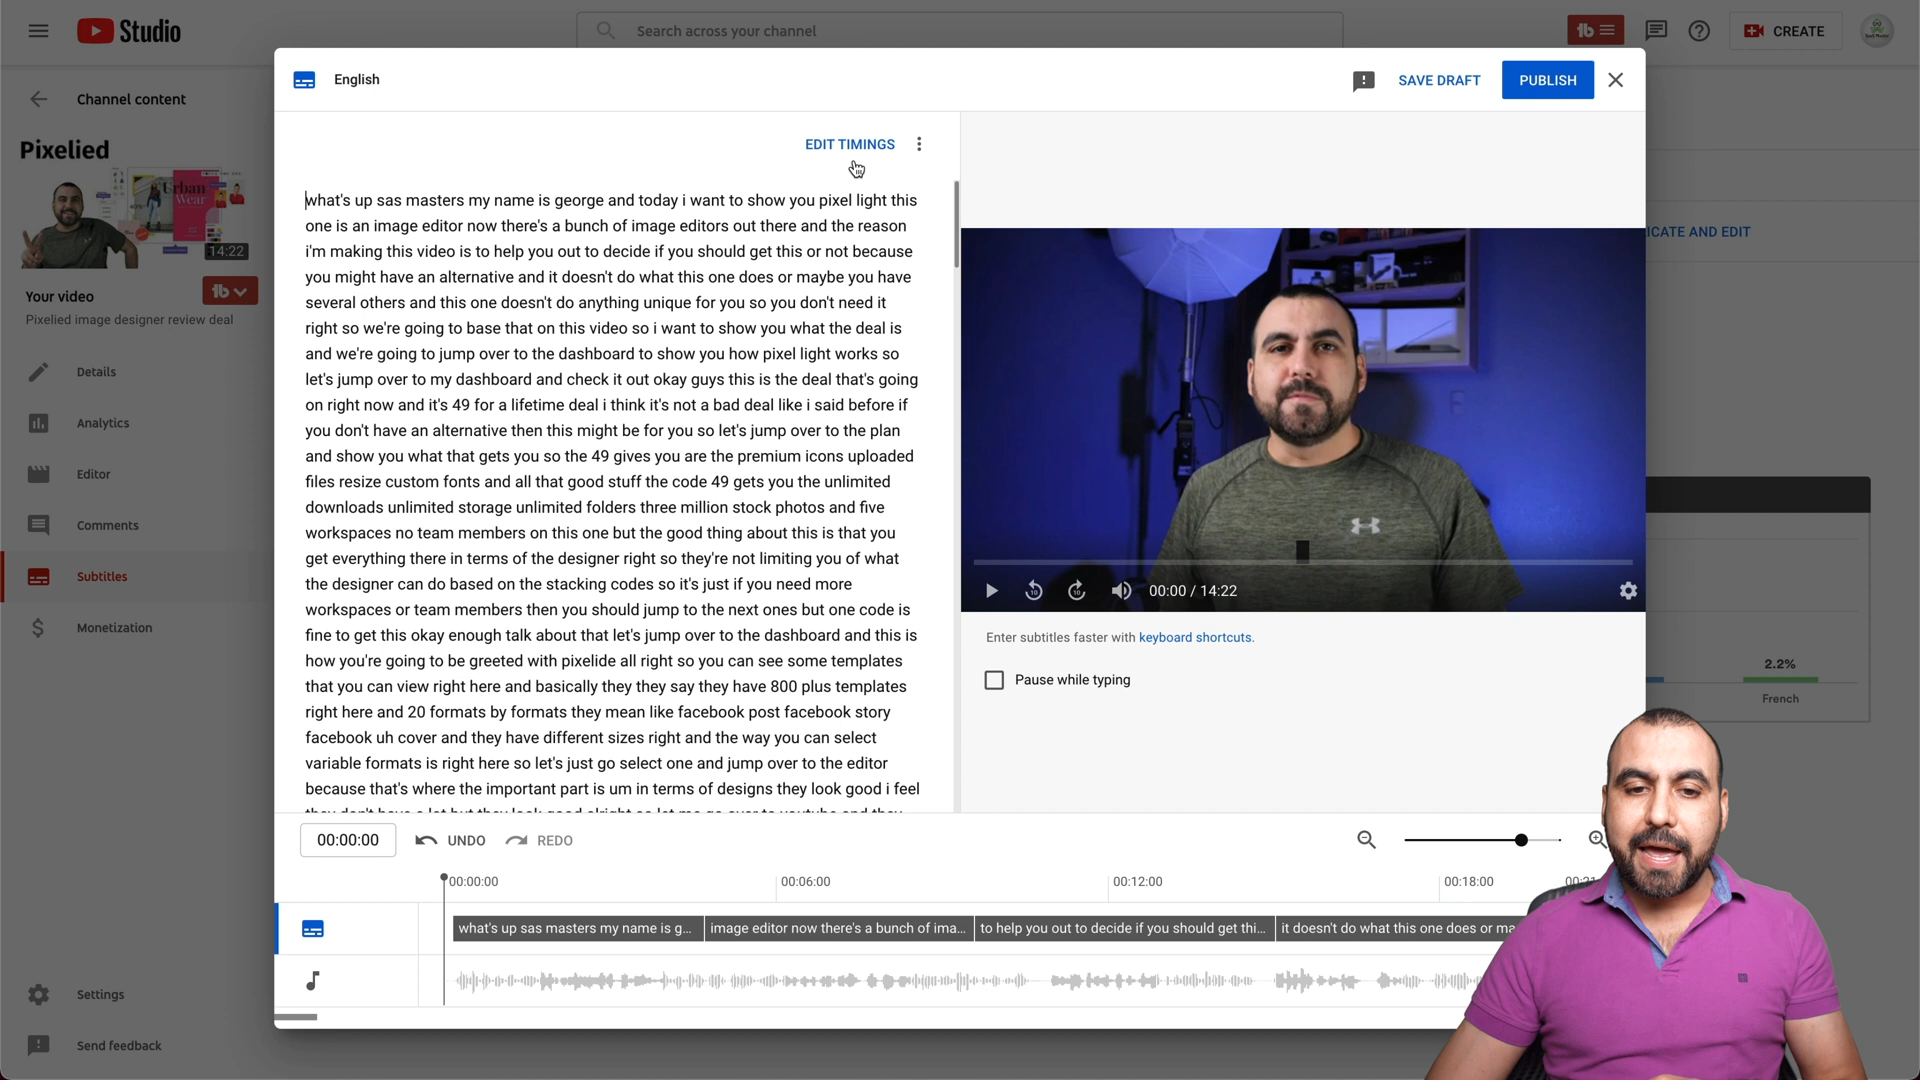 Studio
Search across your channel
CREATE
Channel content
Pixelied
Urban
Wear
14:22
Your video
Pixelied image designer review deal
Details
Analytics
Editor
Comments
Subtitles
Monetization
Settings
Send feedback
English
SAVE DRAFT
PUBLISH
EDIT TIMINGS
what's up sas masters my name is george and today i want to show you pixel light this
one is an image editor now there's a bunch of image editors out there and the reason
i'm making this video is to help you out to decide if you should get this or not because
you might have an alternative and it doesn't do what this one does or maybe you have
several others and this one doesn't do anything unique for you so you don't need it
right so we're going to base that on this video so i want to show you what the deal is
and we're going to jump over to the dashboard to show you how pixel light works so
let's jump over to my dashboard and check it out okay guys this is the deal that's going
on right now and it's 49 for a lifetime deal i think it's not a bad deal like i said before if
you don't have an alternative then this might be for you so let's jump over to the plan
and show you what that gets you so the 49 gives you are the premium icons uploaded
files resize custom fonts and all that good stuff the code 49 gets you the unlimited
downloads unlimited storage unlimited folders three million stock photos and five
workspaces no team members on this one but the good thing about this is that you
get everything there in terms of the designer right so they're not limiting you of what
the designer can do based on the stacking codes so it's just if you need more
workspaces or team members then you should jump to the next ones but one code is
fine to get this okay enough talk about that let's jump over to the dashboard and this is
how you're going to be greeted with pixelide all right so you can see some templates
that you can view right here and basically they they say they have 800 plus templates
right here and 20 formats by formats they mean like facebook post facebook story
facebook uh cover and they have different sizes right and the way you can select
variable formats is right here so let's just go select one and jump over to the editor
because that's where the important part is um in terms of designs they look good i feel
00:00 / 14:22
Enter subtitles faster with keyboard shortcuts.
Pause while typing
ICATE AND EDIT
2.2%
French
00:00:00
UNDO
REDO
00:00:00
00:06:00
00:12:00
00:18:00
what's up sas masters my name is g...
image editor now there's a bunch of ima...
to help you out to decide if you should get thi...
it doesn't do what this one does or ma